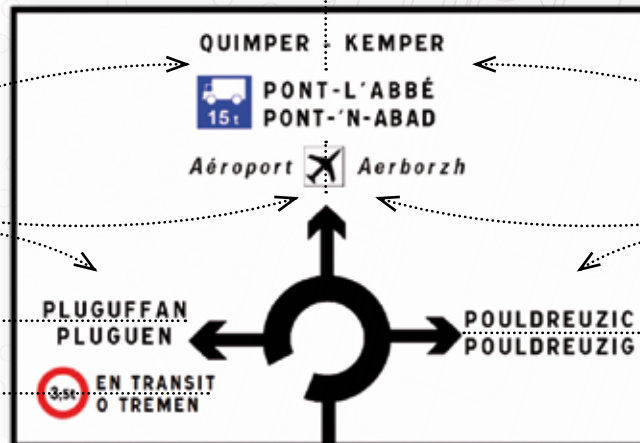 QUIMPER - KEMPER
15t
PONT-L'ABBÉ
PONT-'N-ABAD
Aéroport Aerborzh
PLUGUFFAN
PLUGUEN
POULDREUZIC
POULDREUZIG
3,5t
EN TRANSIT
O TREMEN